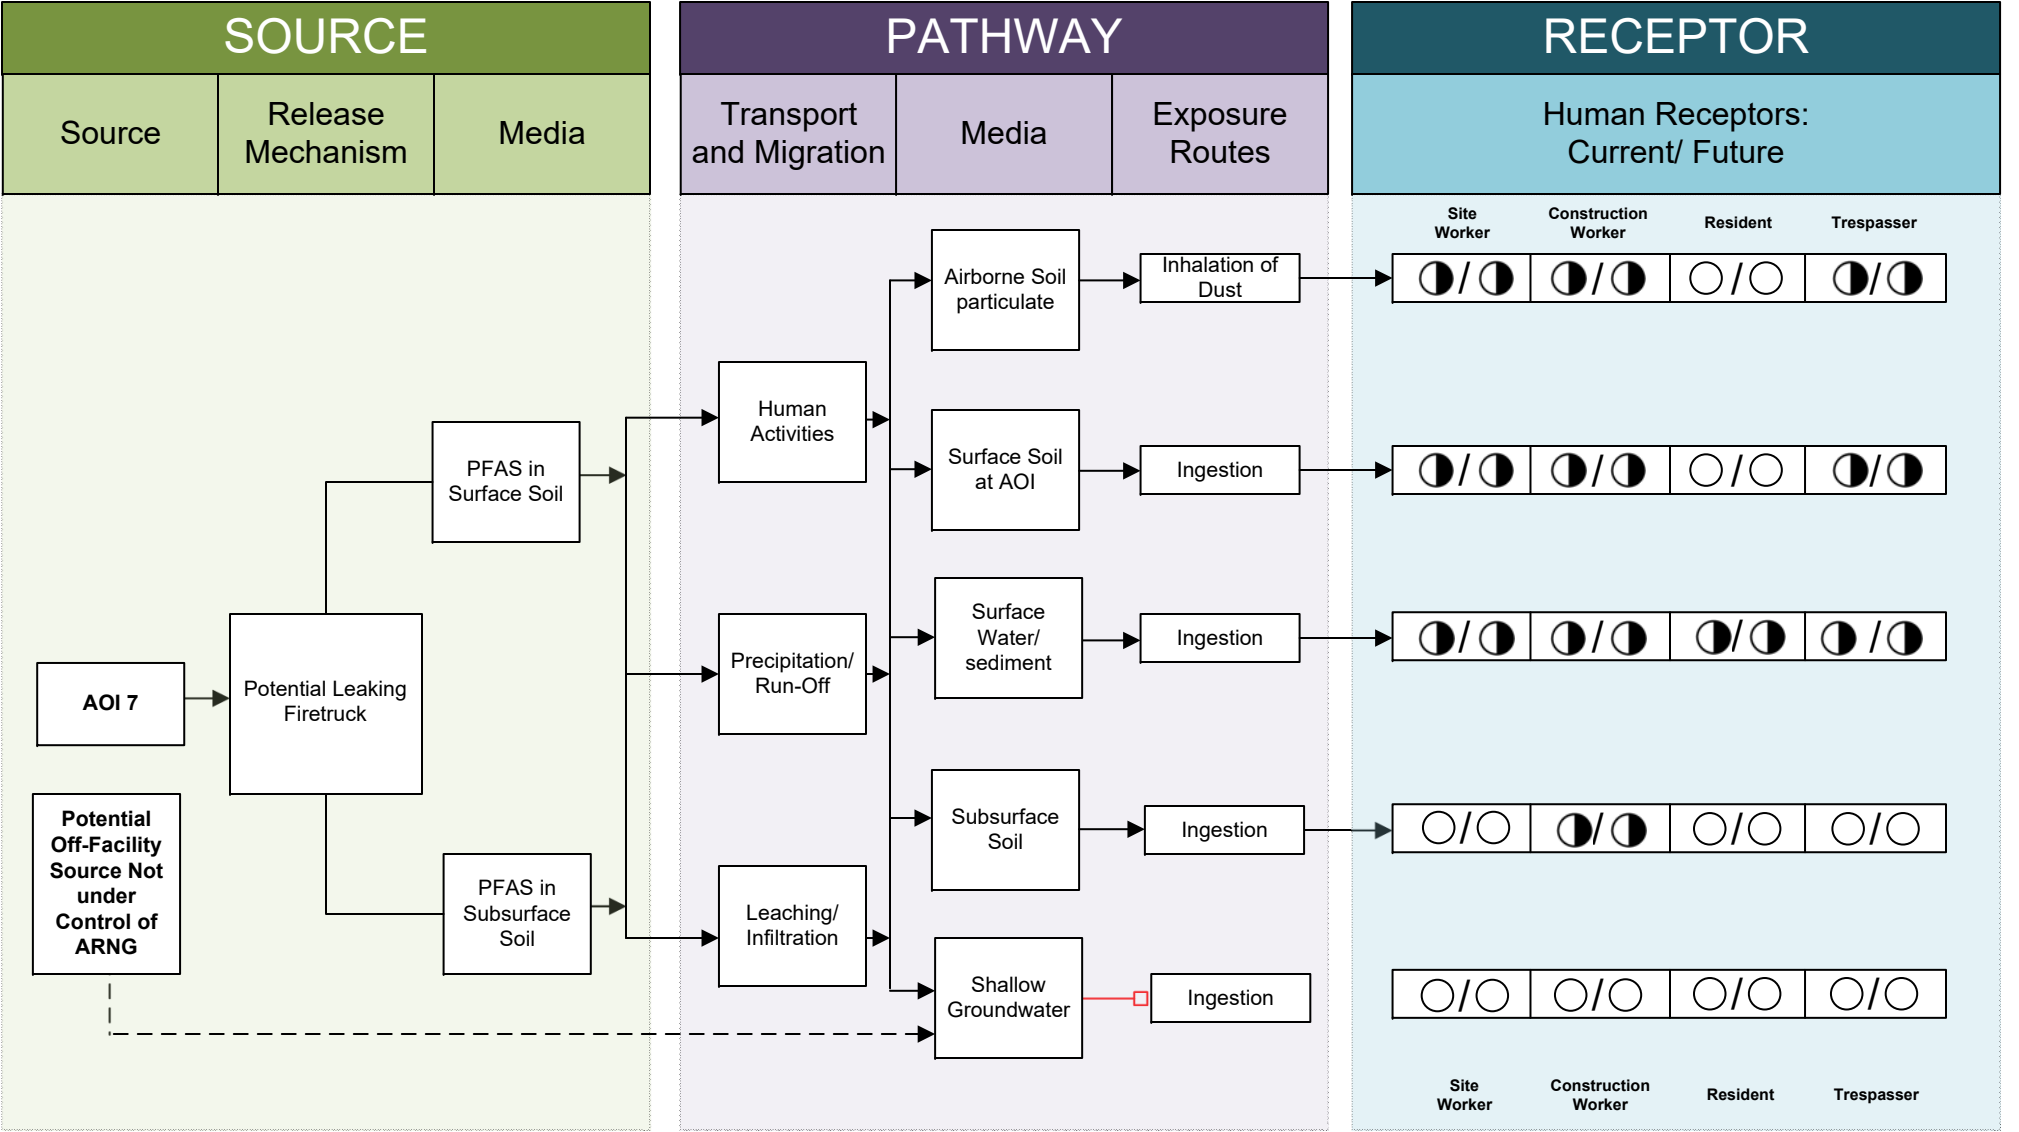 SOURCE
PATHWAY
RECEPTOR
Source
Release
Mechanism
Media
Transport
and Migration
Media
Exposure
Routes
Human Receptors:
Current/ Future
Site
Worker
Construction
Worker
Resident
Trespasser
Airborne Soil
particulate
Inhalation of
Dust
/
/
/
/
Human
Activities
PFAS in
Surface Soil
Surface Soil
at AOI
Ingestion
/
/
/
/
AOI 7
Potential Leaking
Firetruck
Precipitation/
Run-Off
Surface
Water/
sediment
Ingestion
/
/
/
/
Potential
Off-Facility
Source Not
under
Control of
ARNG
PFAS in
Subsurface
Soil
Leaching/
Infiltration
Subsurface
Soil
Ingestion
/
/
/
/
Shallow
Groundwater
Ingestion
/
/
/
/
Site
Worker
Construction
Worker
Resident
Trespasser